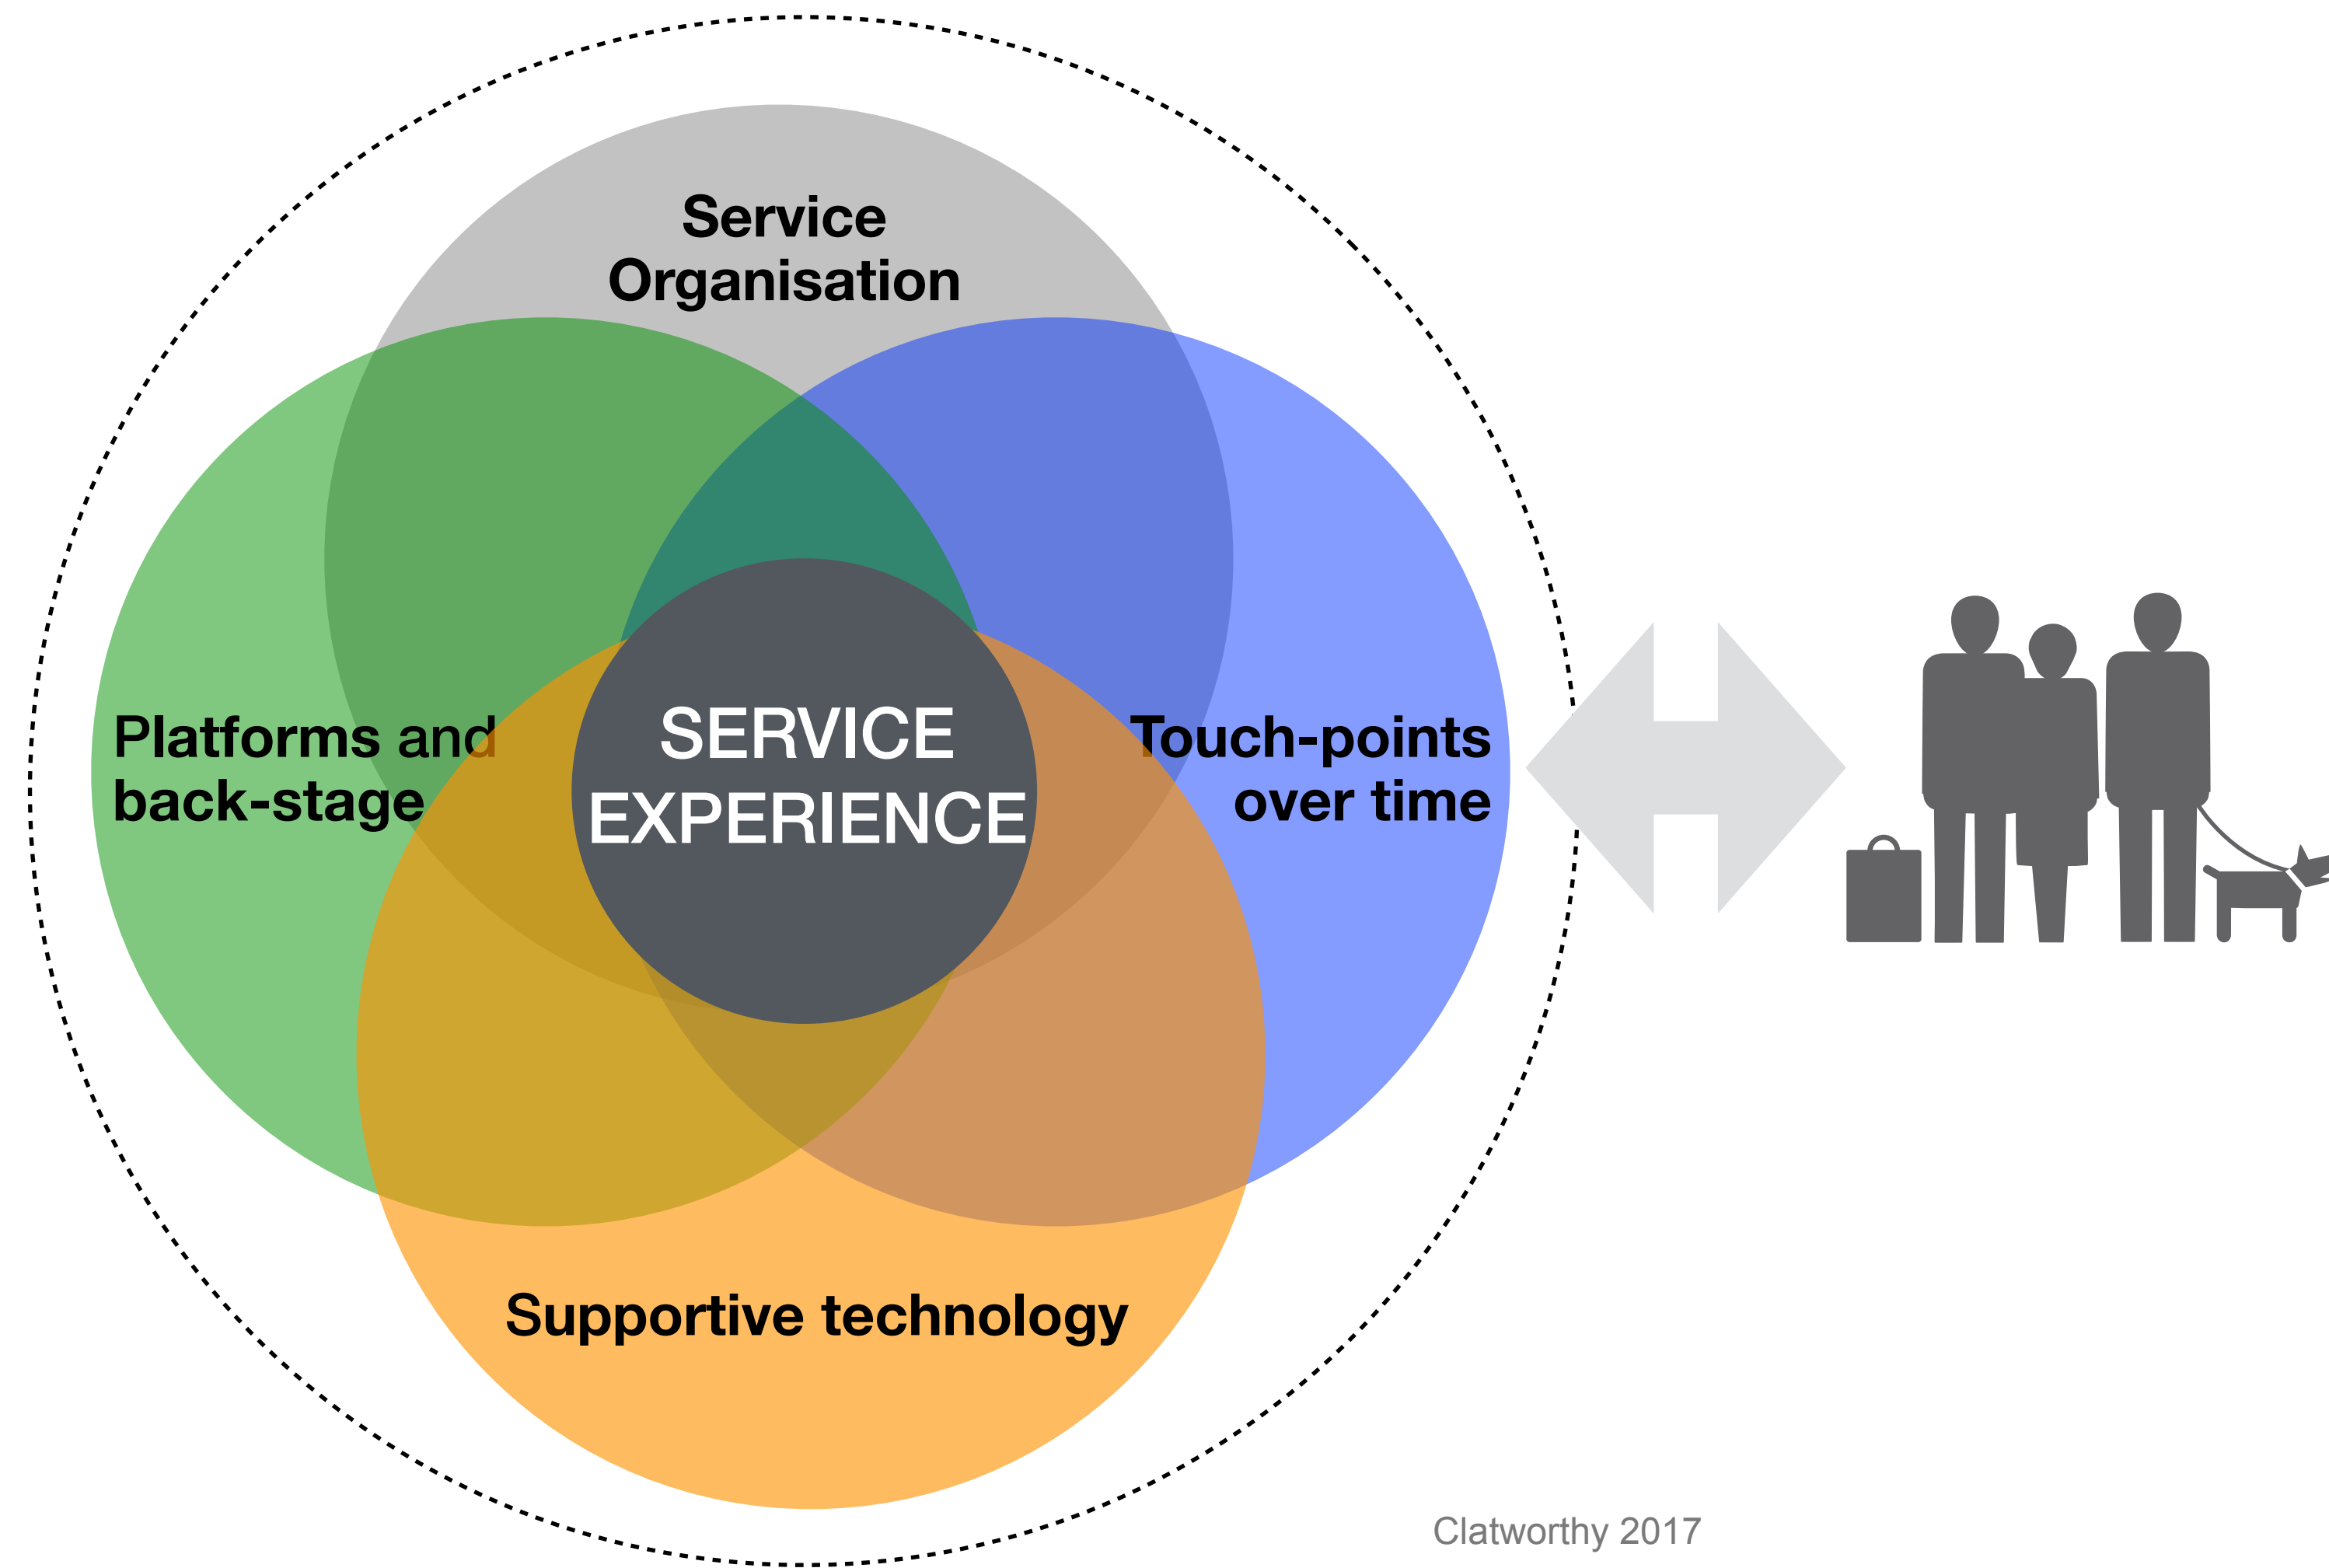 Service
Organisation
Platforms and
back-stage
SERVICE
EXPERIENCE
Touch-points
over time
Supportive technology
Clatworthy 2017